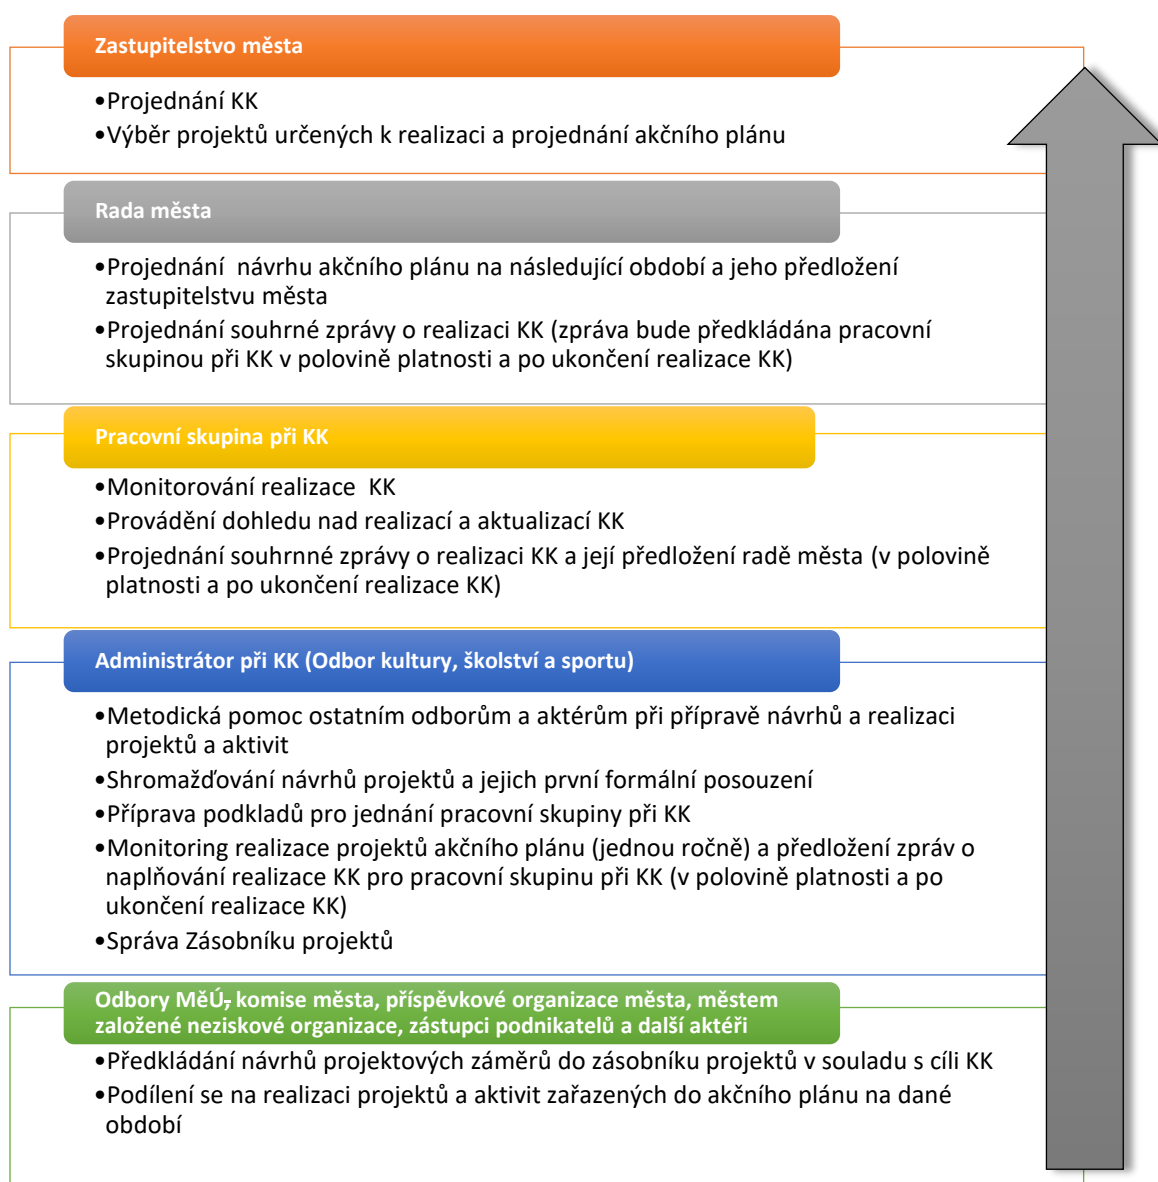 Zastupitelstvo města
•Projednání KK
•Výběr projektů určených k realizaci a projednání akčního plánu
Rada města
•Projednání návrhu akčního plánu na následující období a jeho předložení
zastupitelstvu města
•Projednání souhrné zprávy o realizaci KK (zpráva bude předkládána pracovní
skupinou při KK v polovině platnosti a po ukončení realizace KK)
Pracovní skupina při KK
•Monitorování realizace KK
•Provádění dohledu nad realizací a aktualizací KK
•Projednání souhrnné zprávy o realizaci KK a její předložení radě města (v polovině
platnosti a po ukončení realizace KK)
Administrátor při KK (Odbor kultury, školství a sportu)
•Metodická pomoc ostatním odborům a aktérům při přípravě návrhů a realizaci
projektů a aktivit
•Shromažďování návrhů projektů a jejich první formální posouzení
•Příprava podkladů pro jednání pracovní skupiny při KK
•Monitoring realizace projektů akčního plánu (jednou ročně) a předložení zpráv o
naplňování realizace KK pro pracovní skupinu při KK (v polovině platnosti a po
ukončení realizace KK)
•Správa Zásobníku projektů
Odbory MěÚ, komise města, příspěvkové organizace města, městem
založené neziskové organizace, zástupci podnikatelů a další aktéři
•Předkládání návrhů projektových záměrů do zásobníku projektů v souladu s cíli KK
•Podílení se na realizaci projektů a aktivit zařazených do akčního plánu na dané
období